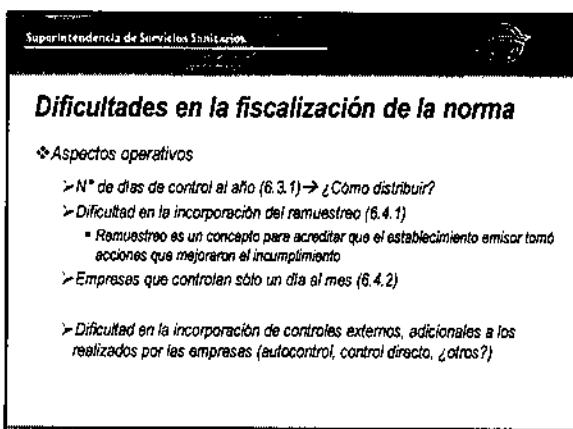 Superintendencia de Servicios Sanitarios
Dificultades en la fiscalización de la norma
❖Aspectos operativos
➢N° de días de control al año (6.3.1)→ ¿Cómo distribuir?
➢Dificultad en la incorporación del remuestreo (6.4.1)
▪ Remuestreo es un concepto para acreditar que el establecimiento emisor tomó
acciones que mejoraron el incumplimiento
➢Empresas que controlan sólo un día al mes (6.4.2)
➢Dificultad en la incorporación de controles externos, adicionales a los
realizados por las empresas (autocontrol, control directo, ¿otros?)